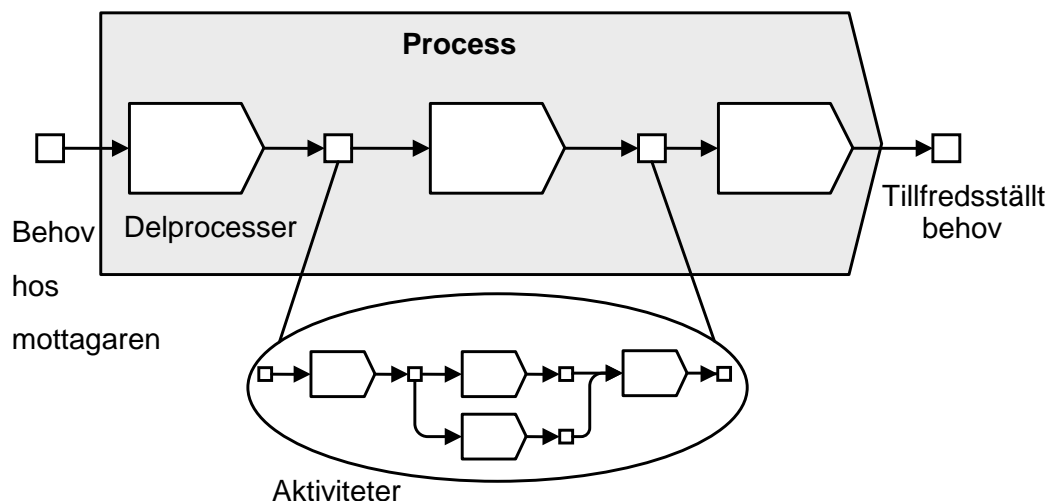 Process
Behov
hos
mottagaren
Delprocesser
Tillfredsställt
behov
Aktiviteter